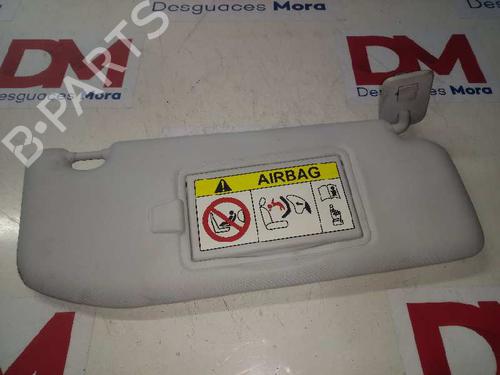 Desguaces Mora
DM
Desguaces Mora
B-PARTS
AIRBAG
DM
Desguaces Mora